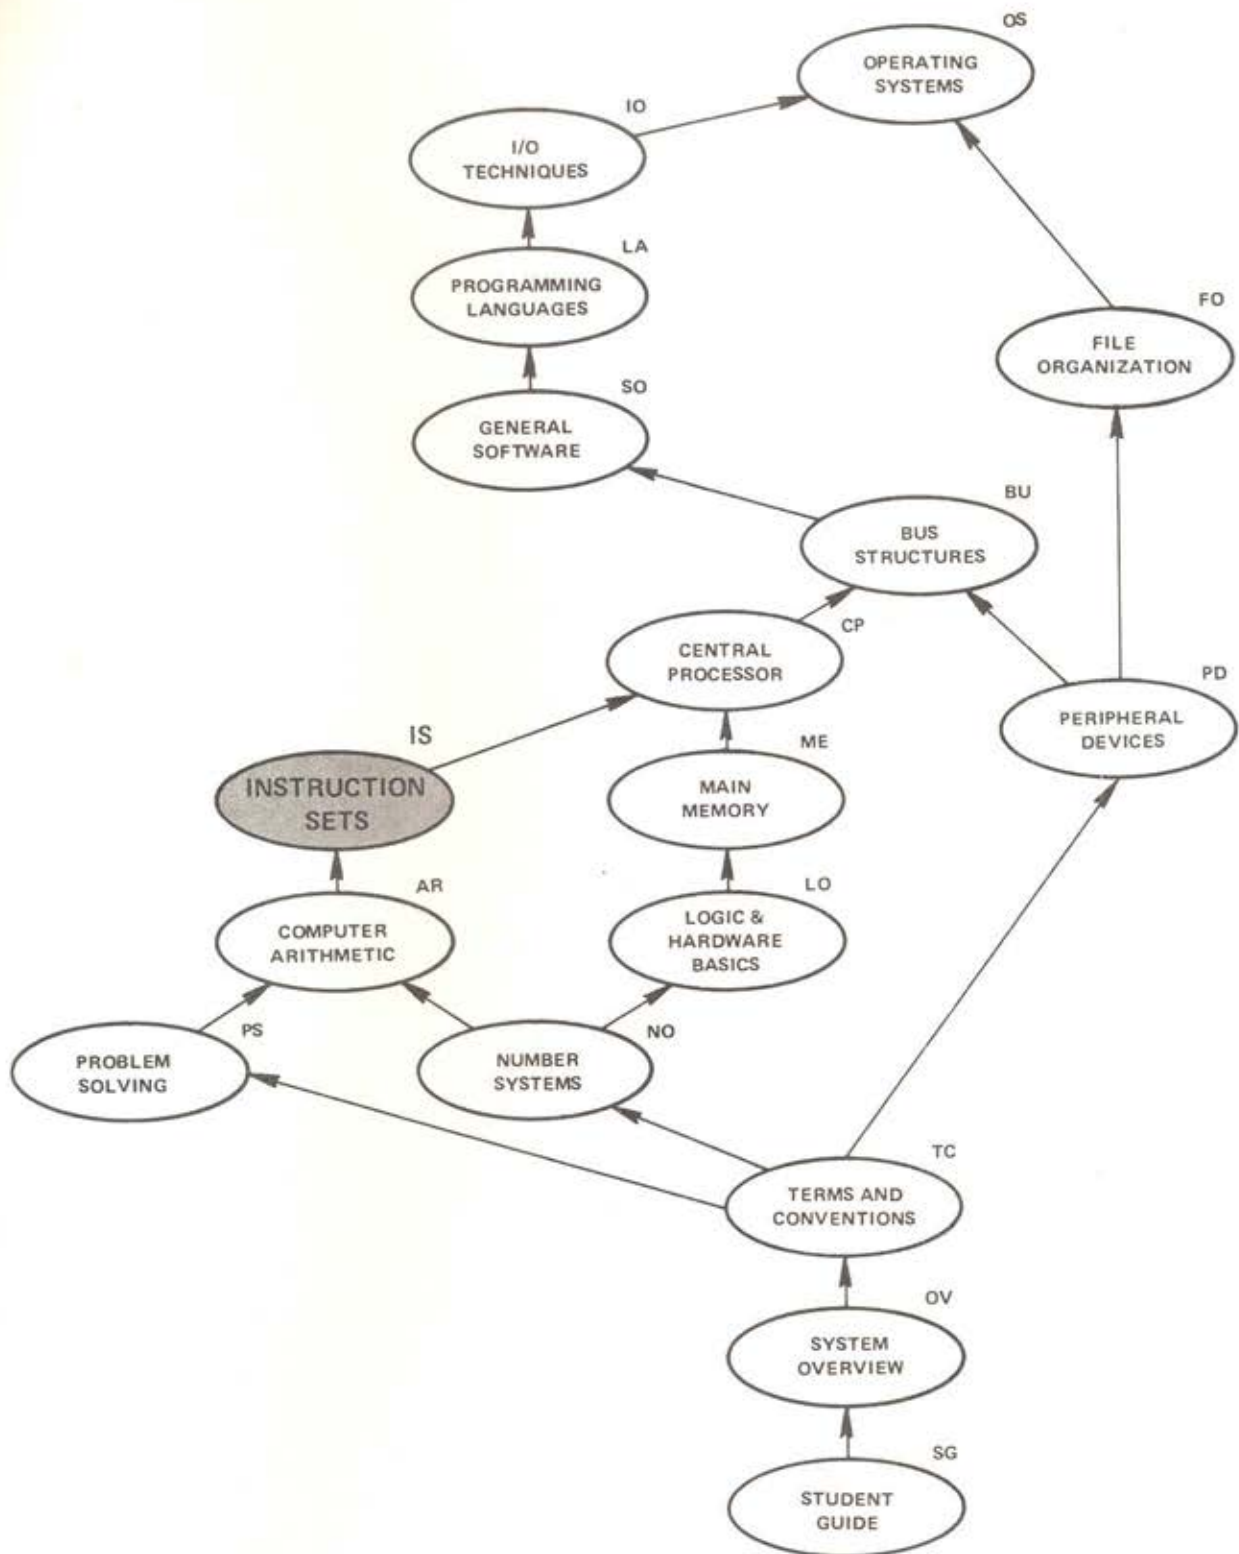 OS
OPERATING
SYSTEMS
IO
I/O
TECHNIQUES
LA
PROGRAMMING
LANGUAGES
FO
FILE
ORGANIZATION
SO
GENERAL
SOFTWARE
BU
BUS
STRUCTURES
CP
CENTRAL
PROCESSOR
PD
PERIPHERAL
DEVICES
IS
INSTRUCTION
SETS
ME
MAIN
MEMORY
AR
COMPUTER
ARITHMETIC
LO
LOGIC &
HARDWARE
BASICS
PS
PROBLEM
SOLVING
NO
NUMBER
SYSTEMS
TC
TERMS AND
CONVENTIONS
OV
SYSTEM
OVERVIEW
SG
STUDENT
GUIDE